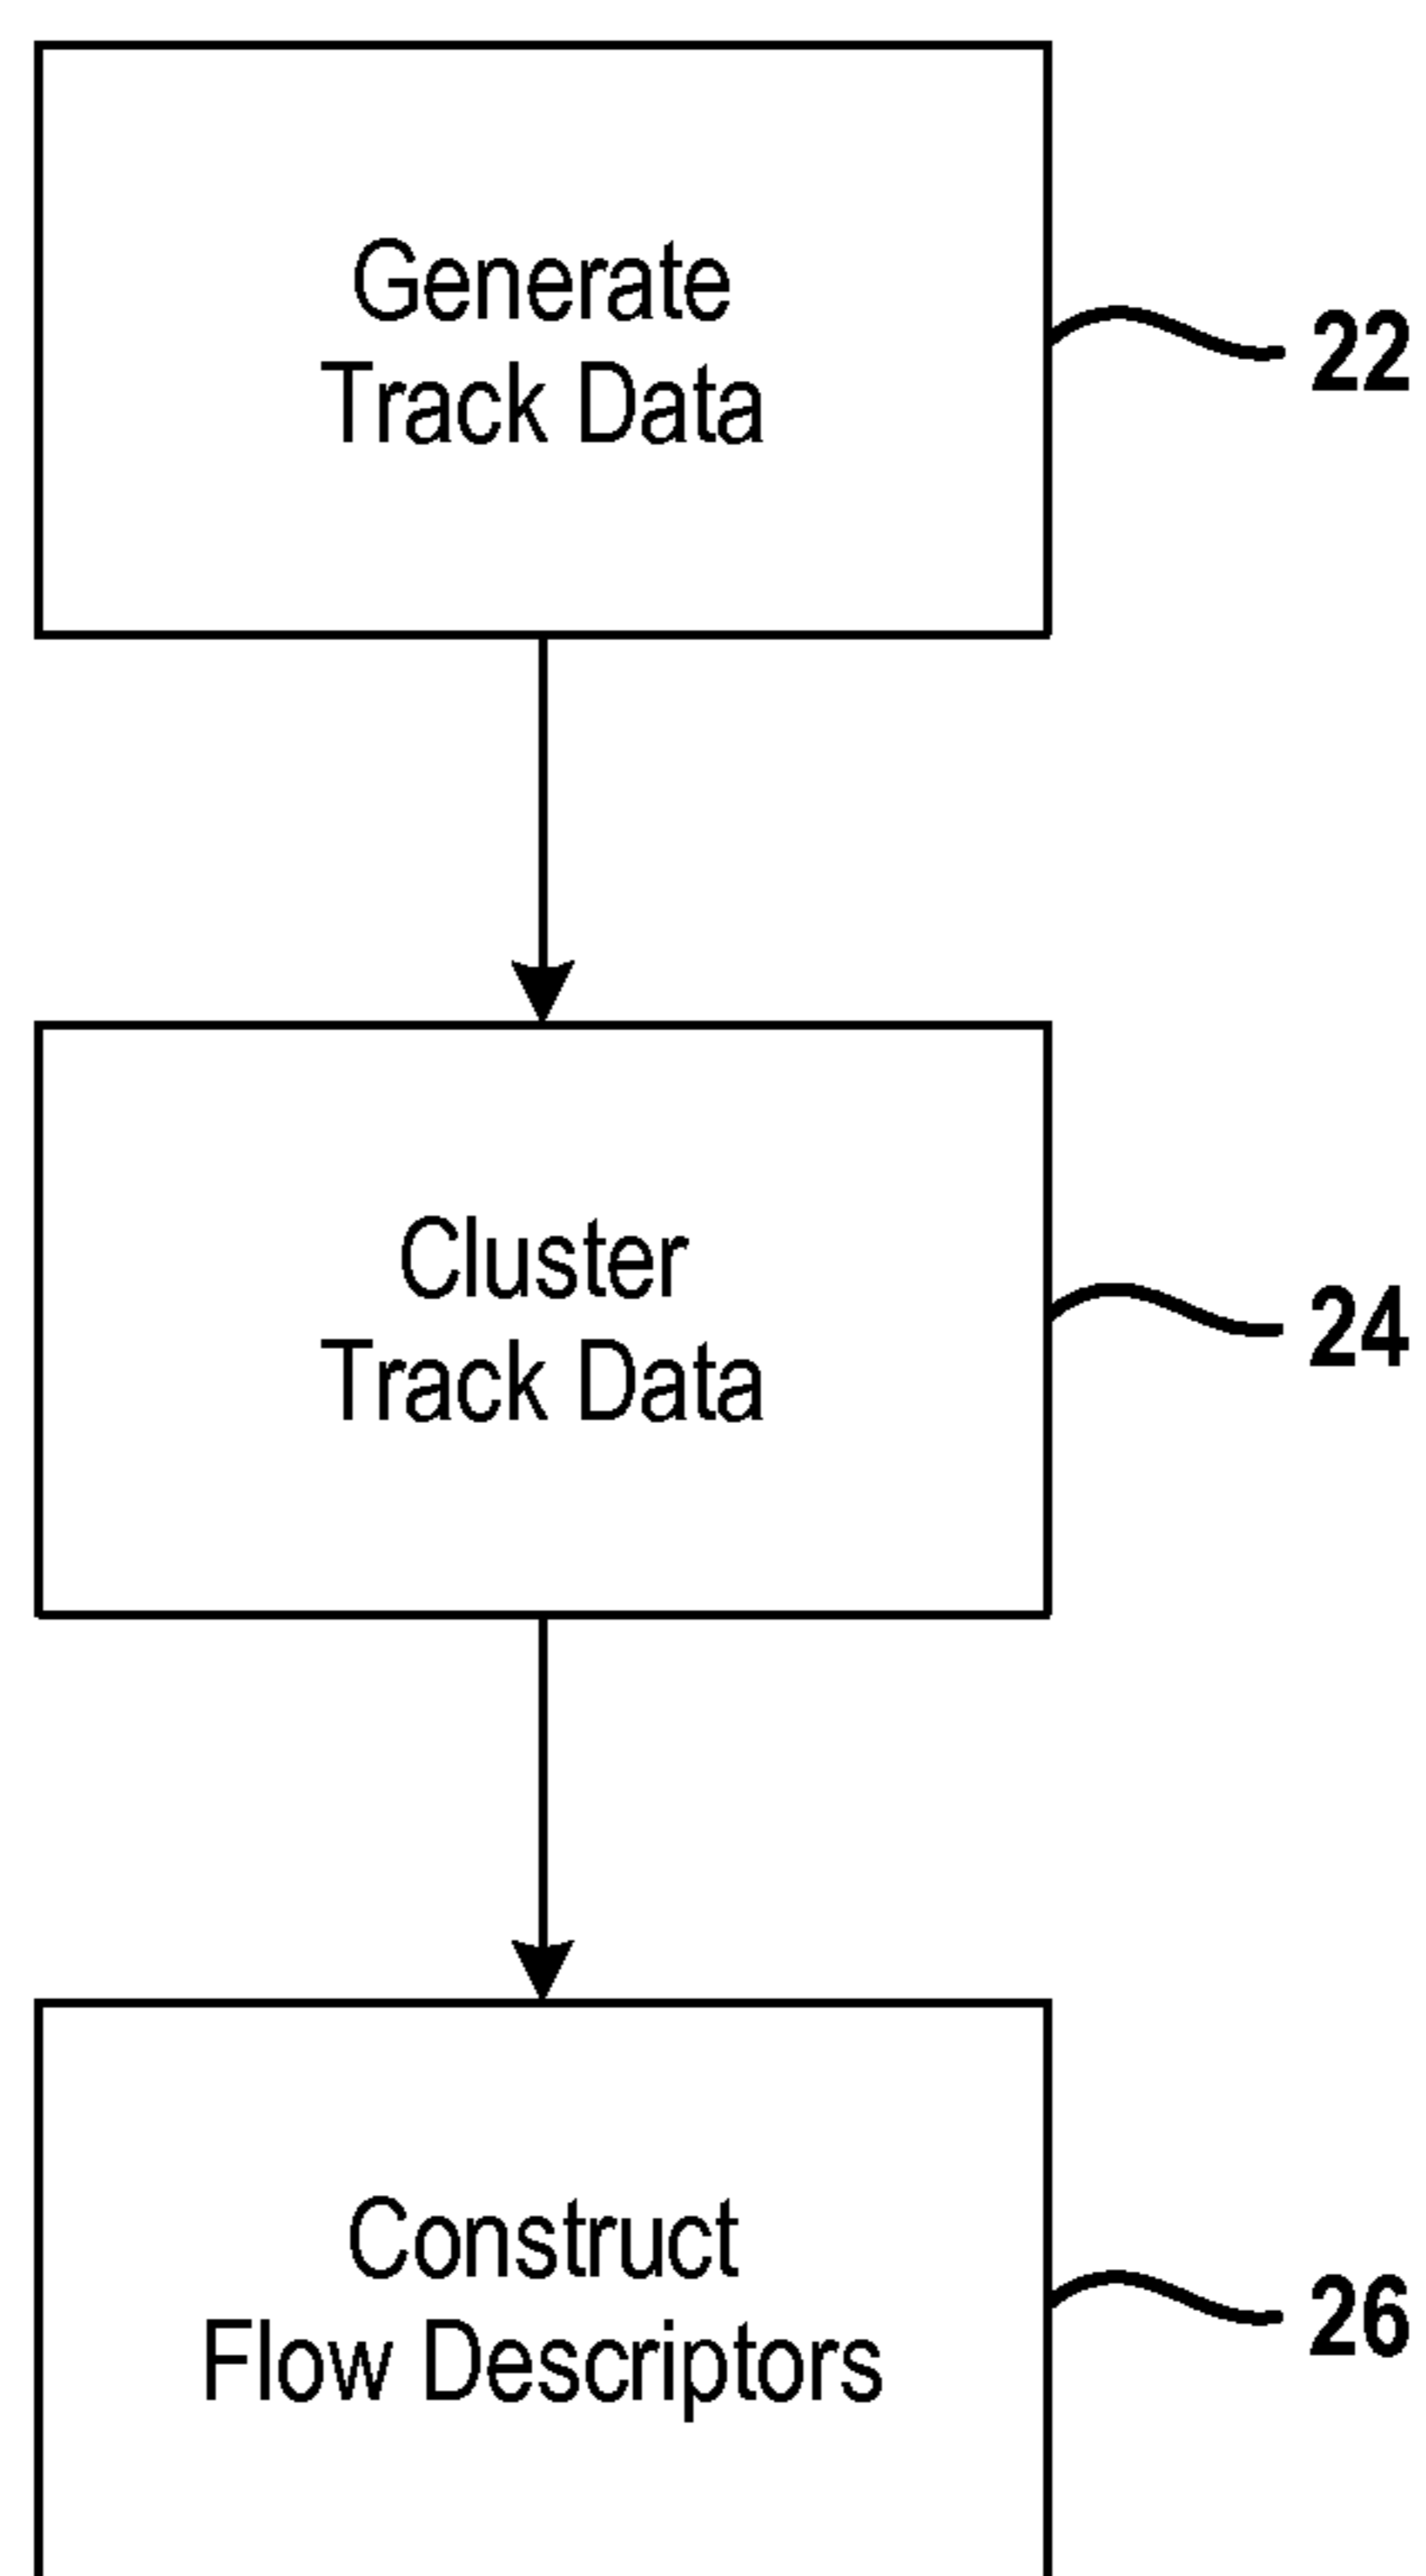 Generate
Track Data
22
Cluster
Track Data
24
Construct
Flow Descriptors
26